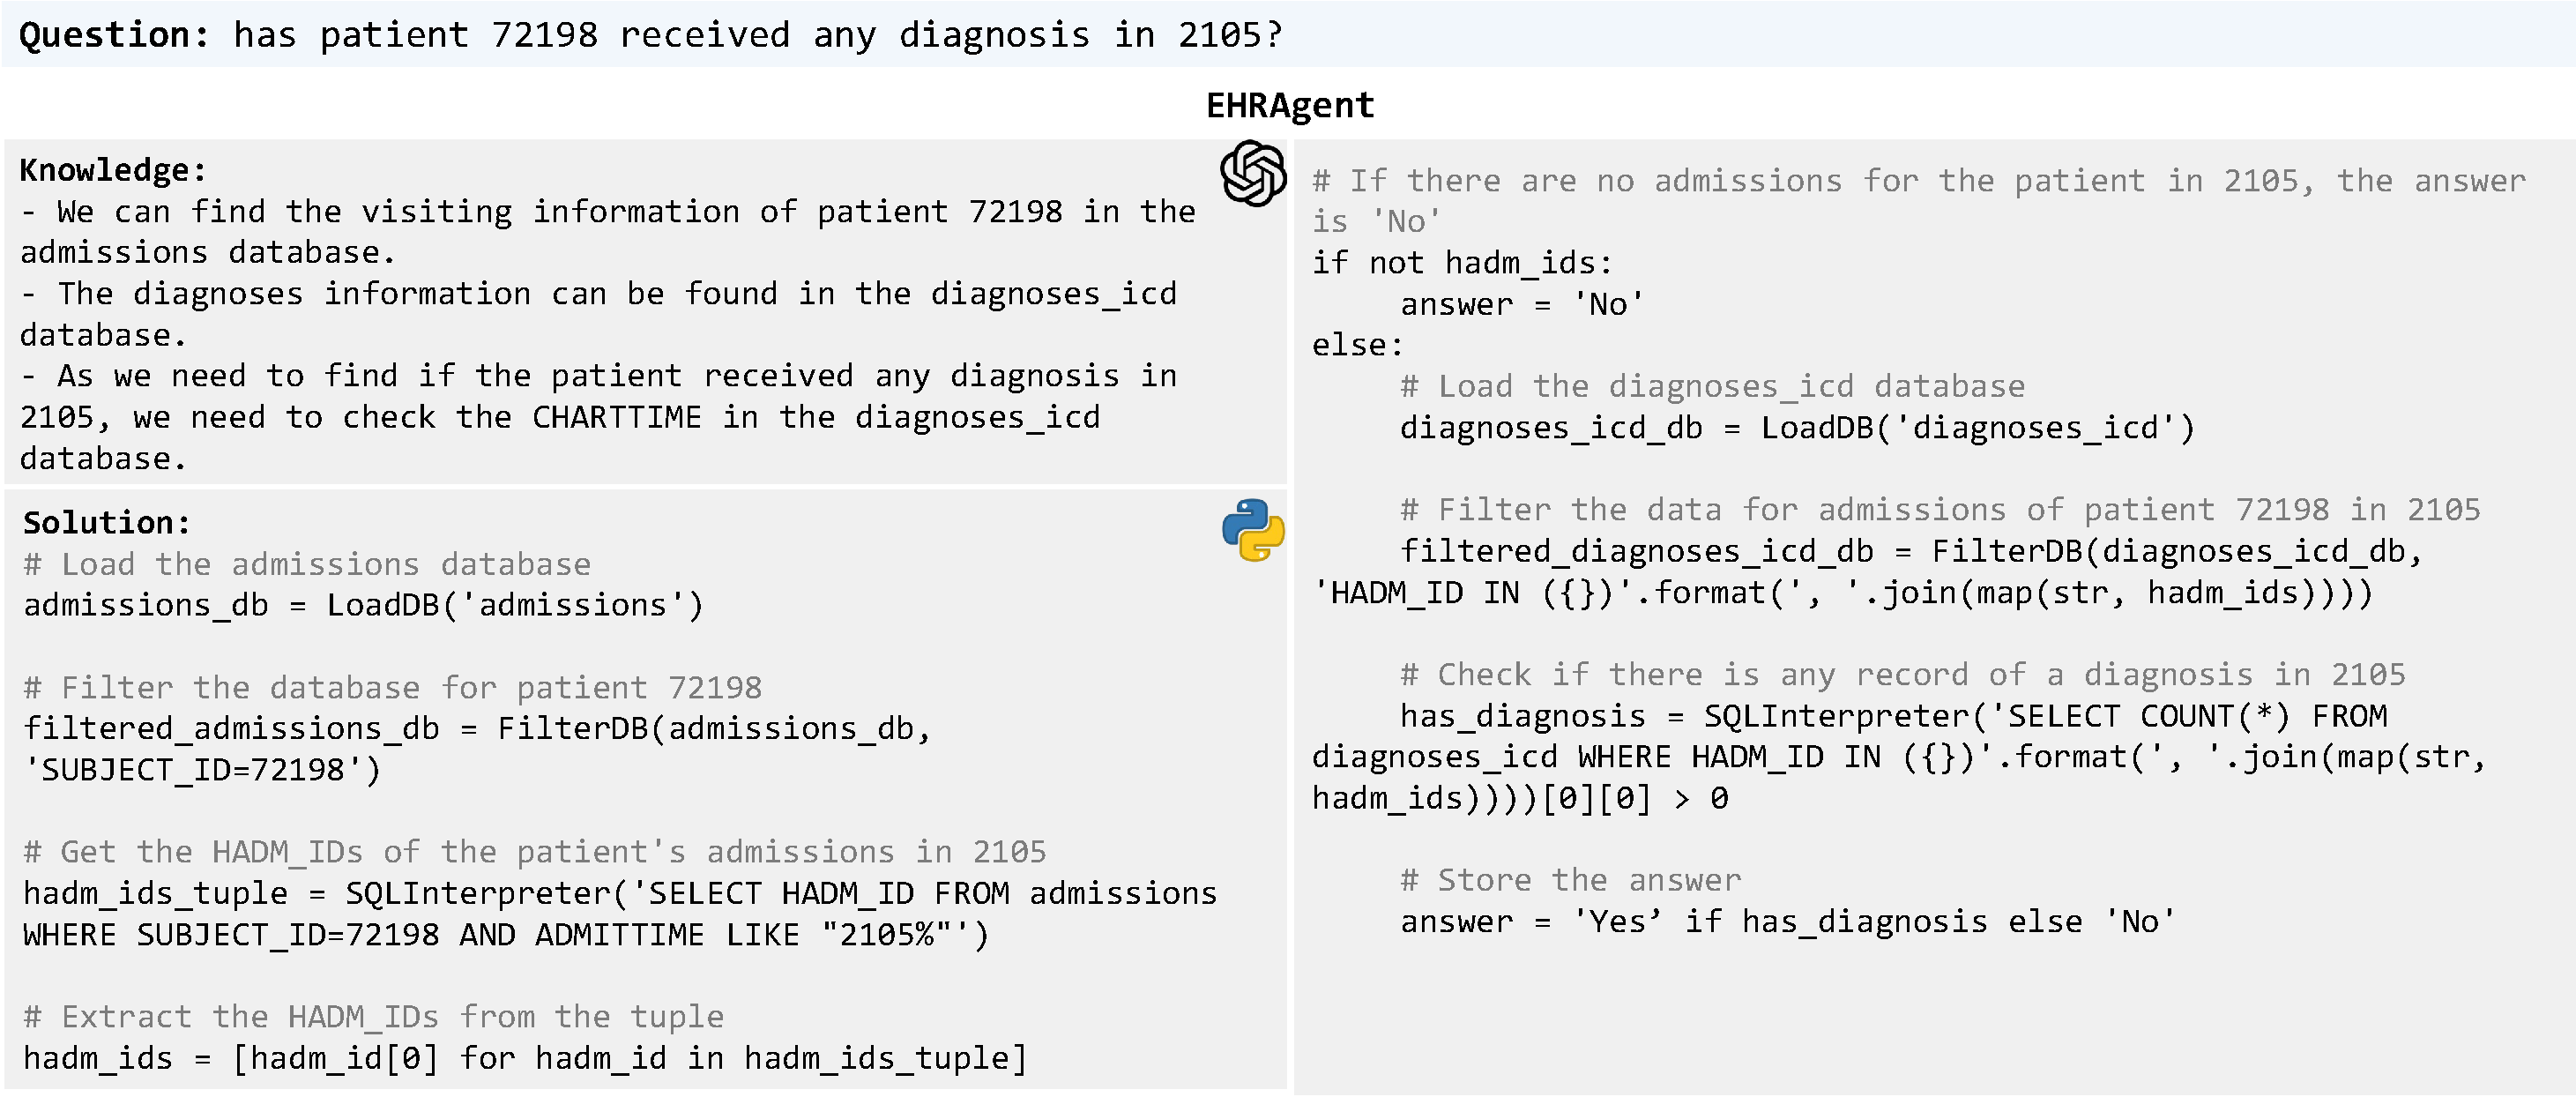 Question: has patient 72198 received any diagnosis in 2105?
EHRAgent
Knowledge:
- We can find the visiting information of patient 72198 in the
admissions database.
- The diagnoses information can be found in the diagnoses_icd
database.
- As we need to find if the patient received any diagnosis in
2105, we need to check the CHARTTIME in the diagnoses_icd
database.
Solution:
# Load the admissions database
admissions_db = LoadDB('admissions')
# Filter the database for patient 72198
filtered_admissions_db = FilterDB(admissions_db,
'SUBJECT_ID=72198')
# Get the HADM_IDs of the patient's admissions in 2105
hadm_ids_tuple = SQLInterpreter('SELECT HADM_ID FROM admissions
WHERE SUBJECT_ID=72198 AND ADMITTIME LIKE "2105%"')
# Extract the HADM_IDs from the tuple
hadm_ids = [hadm_id[0] for hadm_id in hadm_ids_tuple]
# If there are no admissions for the patient in 2105, the answer
is 'No'
if not hadm_ids:
answer = 'No'
else:
# Load the diagnoses_icd database
diagnoses_icd_db = LoadDB('diagnoses_icd')
# Filter the data for admissions of patient 72198 in 2105
filtered_diagnoses_icd_db = FilterDB(diagnoses_icd_db,
'HADM_ID IN ({})'.format(', '.join(map(str, hadm_ids))))
# Check if there is any record of a diagnosis in 2105
has_diagnosis = SQLInterpreter('SELECT COUNT(*) FROM
diagnoses_icd WHERE HADM_ID IN ({})'.format(', '.join(map(str,
hadm_ids))))[0][0] > 0
# Store the answer
answer = 'Yes’ if has_diagnosis else 'No'